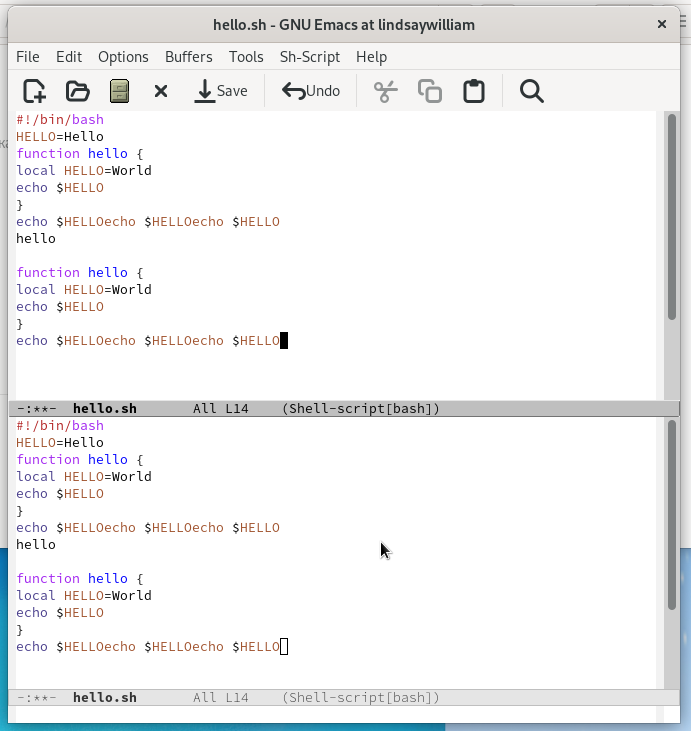 hello.sh - GNU Emacs at lindsaywilliam
File Edit Options Buffers Tools Sh-Script Help
Save Undo
#!/bin/bash
HELLO=Hello
function hello {
local HELLO=World
echo $HELLO
}
echo $HELLOecho $HELLOecho $HELLO
hello

function hello {
local HELLO=World
echo $HELLO
}
echo $HELLOecho $HELLOecho $HELLO
-:**- hello.sh All L14 (Shell-script[bash])
#!/bin/bash
HELLO=Hello
function hello {
local HELLO=World
echo $HELLO
}
echo $HELLOecho $HELLOecho $HELLO
hello

function hello {
local HELLO=World
echo $HELLO
}
echo $HELLOecho $HELLOecho $HELLO
-:**- hello.sh All L14 (Shell-script[bash])